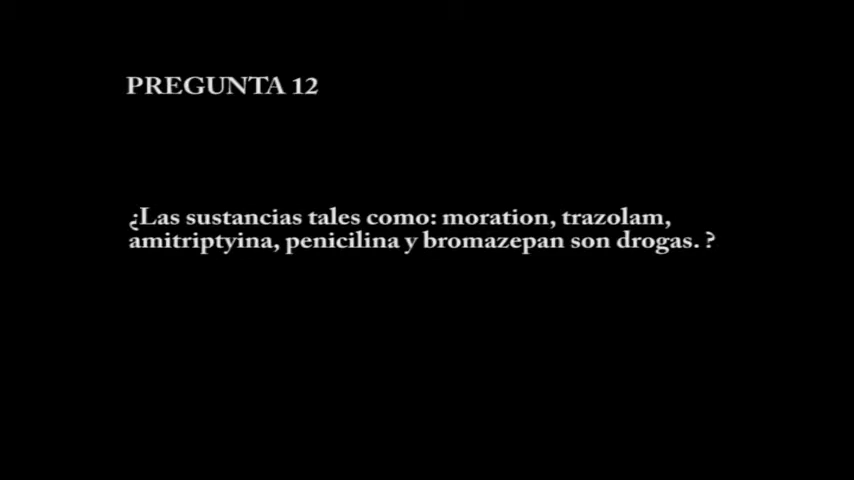 PREGUNTA 12
¿Las sustancias tales como: moration, trazolam,
amitriptyina, penicilina y bromazepan son drogas. ?